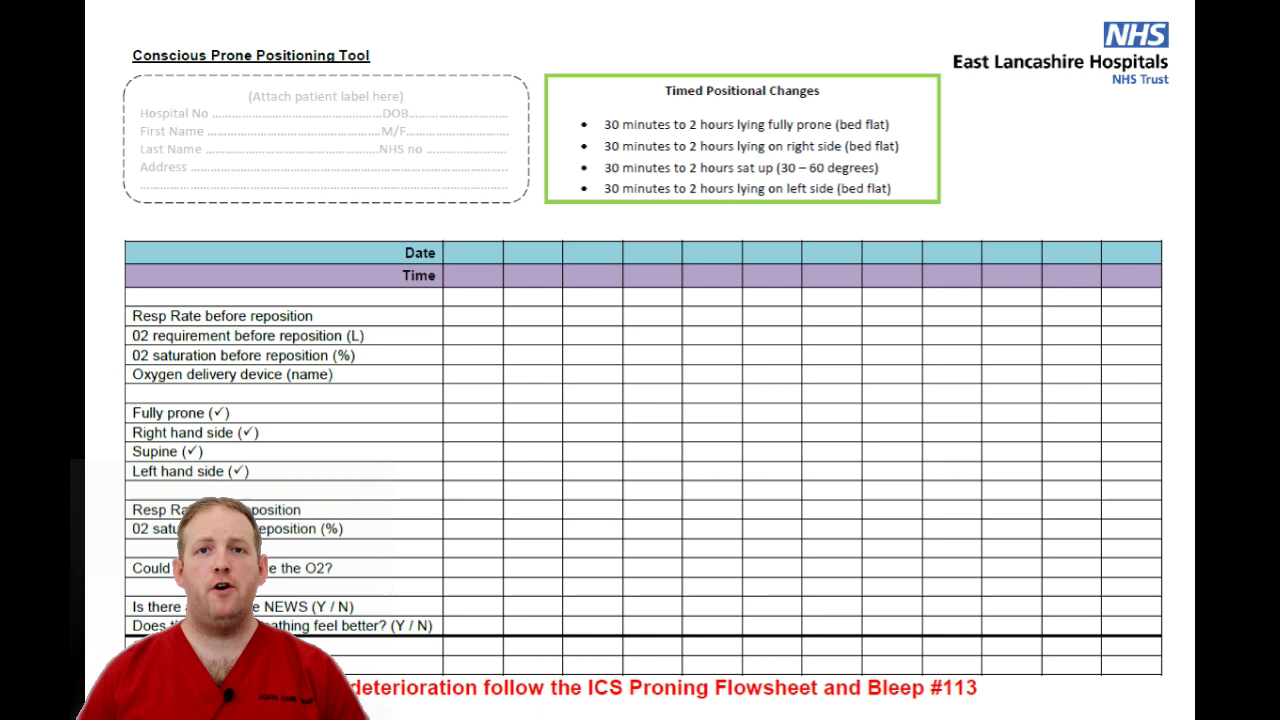 NHS
East Lancashire Hospitals
NHS Trust
Conscious Prone Positioning Tool
(Attach patient label here)
Hospital No ........................................................DOB.................................
First Name .........................................................M/F..................................
Last Name .........................................................NHS no ...........................
Address ..........................................................................................................
........................................................................................................................
Timed Positional Changes
• 30 minutes to 2 hours lying fully prone (bed flat)
• 30 minutes to 2 hours lying on right side (bed flat)
• 30 minutes to 2 hours sat up (30 – 60 degrees)
• 30 minutes to 2 hours lying on left side (bed flat)
Date
Time
Resp Rate before reposition
02 requirement before reposition (L)
02 saturation before reposition (%)
Oxygen delivery device (name)
Fully prone (✓)
Right hand side (✓)
Supine (✓)
Left hand side (✓)
Resp position
02 eposition (%)
Could the O2?
Is there NEWS (Y / N)
Does feel better? (Y / N)
deterioration follow the ICS Proning Flowsheet and Bleep #113